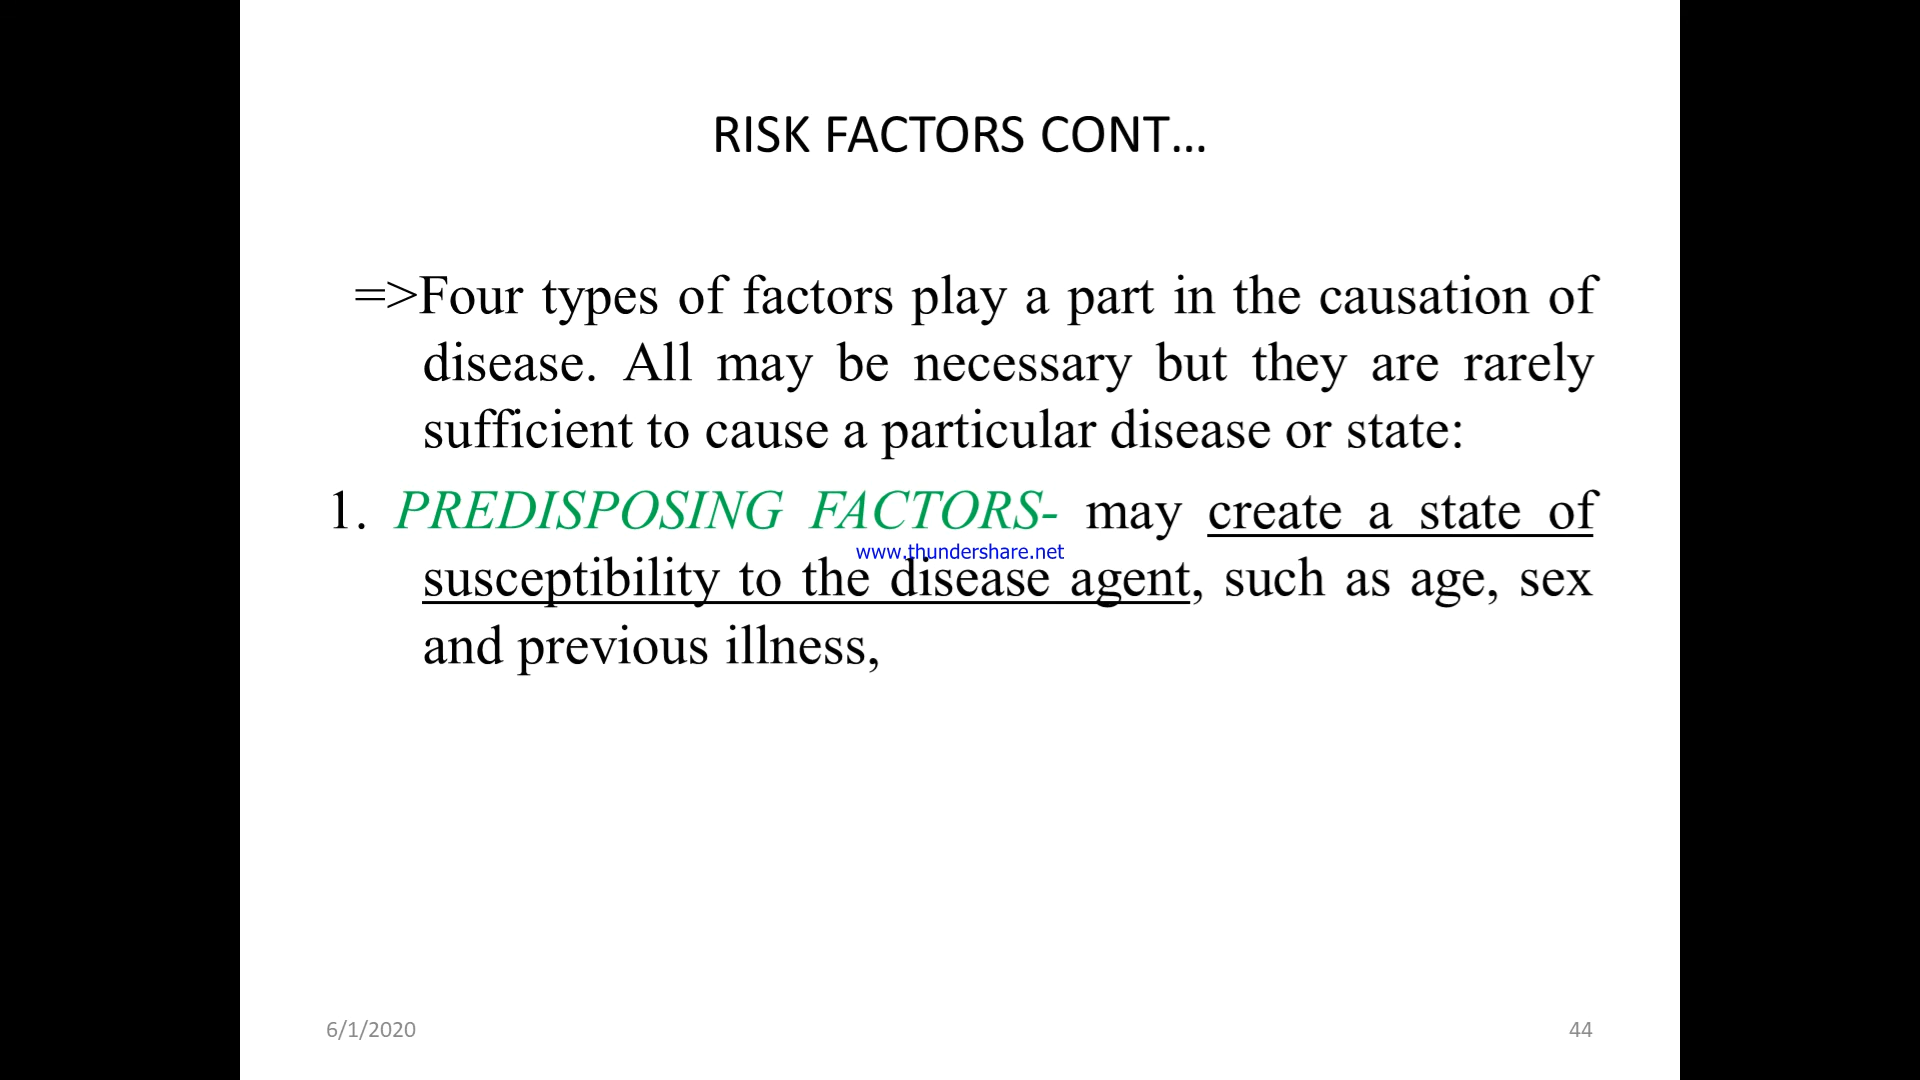 RISK FACTORS CONT…
=>Four types of factors play a part in the causation of
disease. All may be necessary but they are rarely
sufficient to cause a particular disease or state:
1. PREDISPOSING FACTORS- may create a state of
www.thundershare.net
susceptibility to the disease agent, such as age, sex
and previous illness,
6/1/2020
44